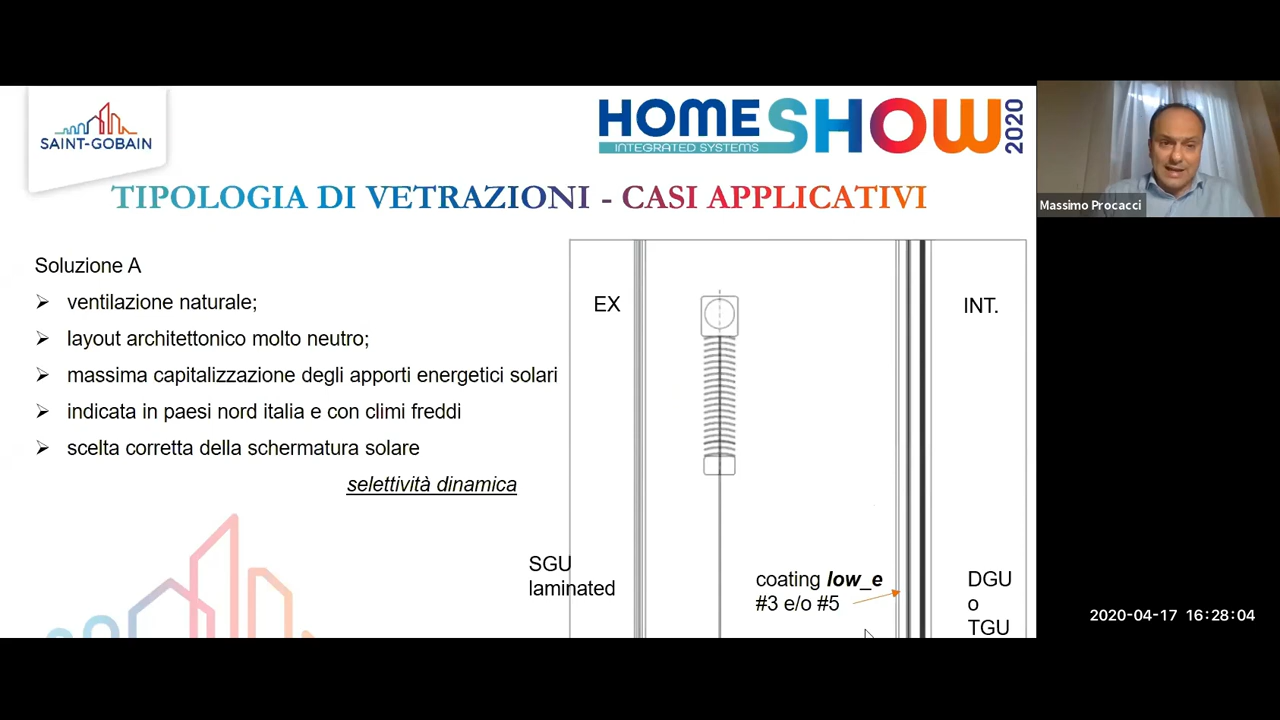 SAINT-GOBAIN
HOME SHOW 2020
INTEGRATED SYSTEMS
Massimo Procacci
TIPOLOGIA DI VETRAZIONI - CASI APPLICATIVI
Soluzione A
ventilazione naturale;
layout architettonico molto neutro;
massima capitalizzazione degli apporti energetici solari
indicata in paesi nord italia e con climi freddi
scelta corretta della schermatura solare
selettività dinamica
EX
INT.
SGU
laminated
coating low_e
#3 e/o #5
DGU
o
TGU
2020-04-17 16:28:04